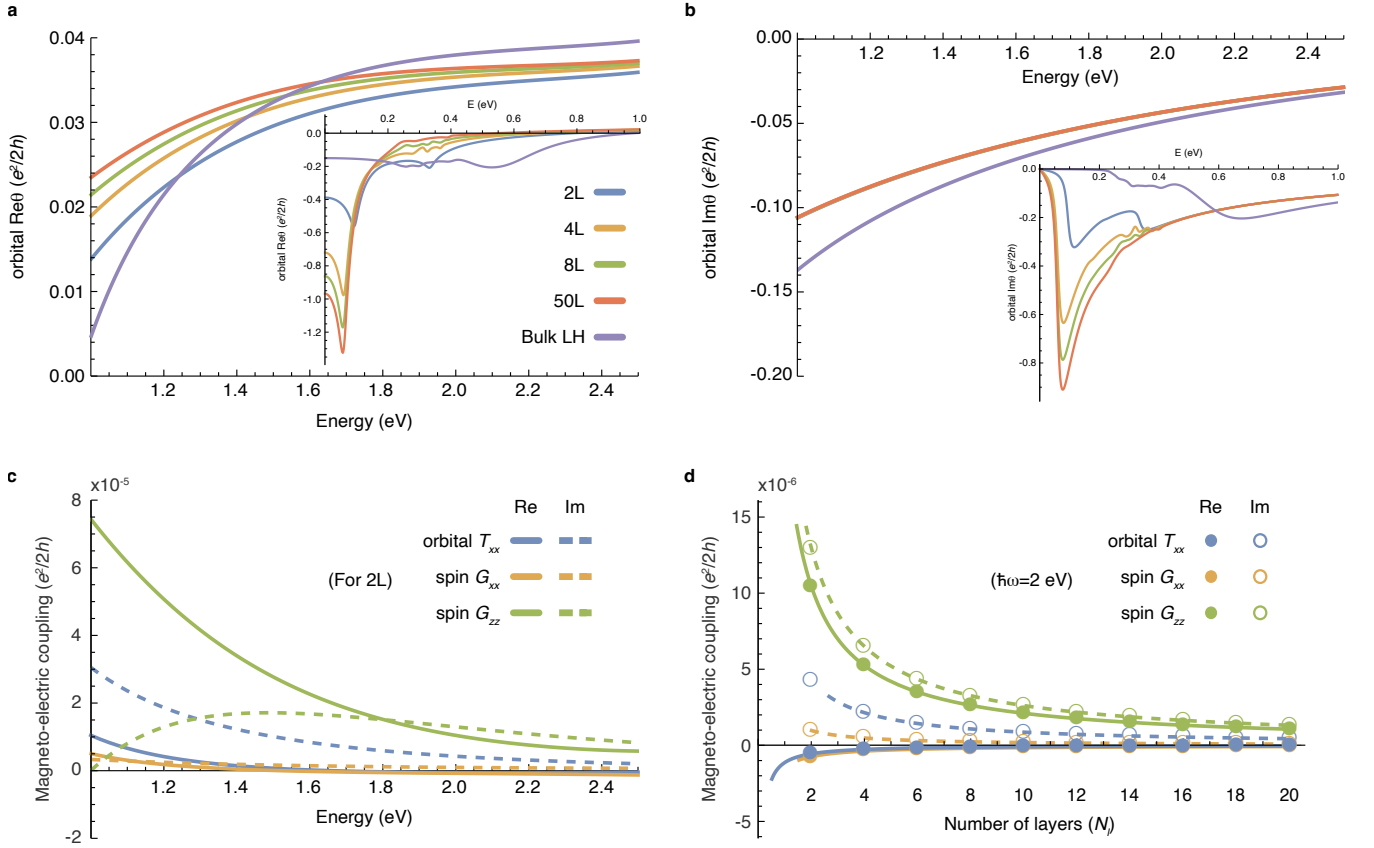 a
0.04
0.03
0.02
0.01
0.00
orbital Reθ (e²/2h)
1.2 1.4 1.6 1.8 2.0 2.2 2.4
Energy (eV)
E (eV)
0.2 0.4 0.6 0.8 1.0
0.0
-0.2
-0.4
-0.6
-0.8
-1.0
-1.2
orbital Reθ (e²/2h)
2L
4L
8L
50L
Bulk LH
b
0.00
-0.05
-0.10
-0.15
-0.20
orbital Imθ (e²/2h)
1.2 1.4 1.6 1.8 2.0 2.2 2.4
Energy (eV)
E (eV)
0.0 0.2 0.4 0.6 0.8 1.0
-0.2
-0.4
-0.6
-0.8
orbital Imθ (e²/2h)
c
x10⁻⁵
8
6
4
2
0
-2
Magneto-electric coupling (e²/2h)
Re Im
orbital Txx
(For 2L)
spin Gxx
spin Gzz
1.2 1.4 1.6 1.8 2.0 2.2 2.4
Energy (eV)
d
x10⁻⁶
15
10
5
0
-5
Magneto-electric coupling (e²/2h)
Re Im
orbital Txx
(ħω=2 eV)
spin Gxx
spin Gzz
2 4 6 8 10 12 14 16 18 20
Number of layers (Nl)